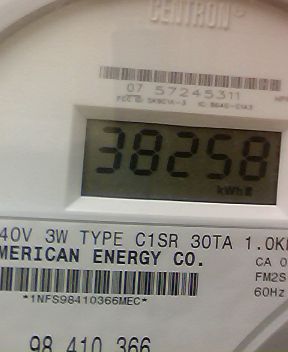 CENTRON®
07 57245311
38258
kWh
40V 3W TYPE C1SR 30TA 1.0K
MERICAN ENERGY CO.
CA 0
FM2S
*1NFS98410366MEC*
60Hz
98 410 366